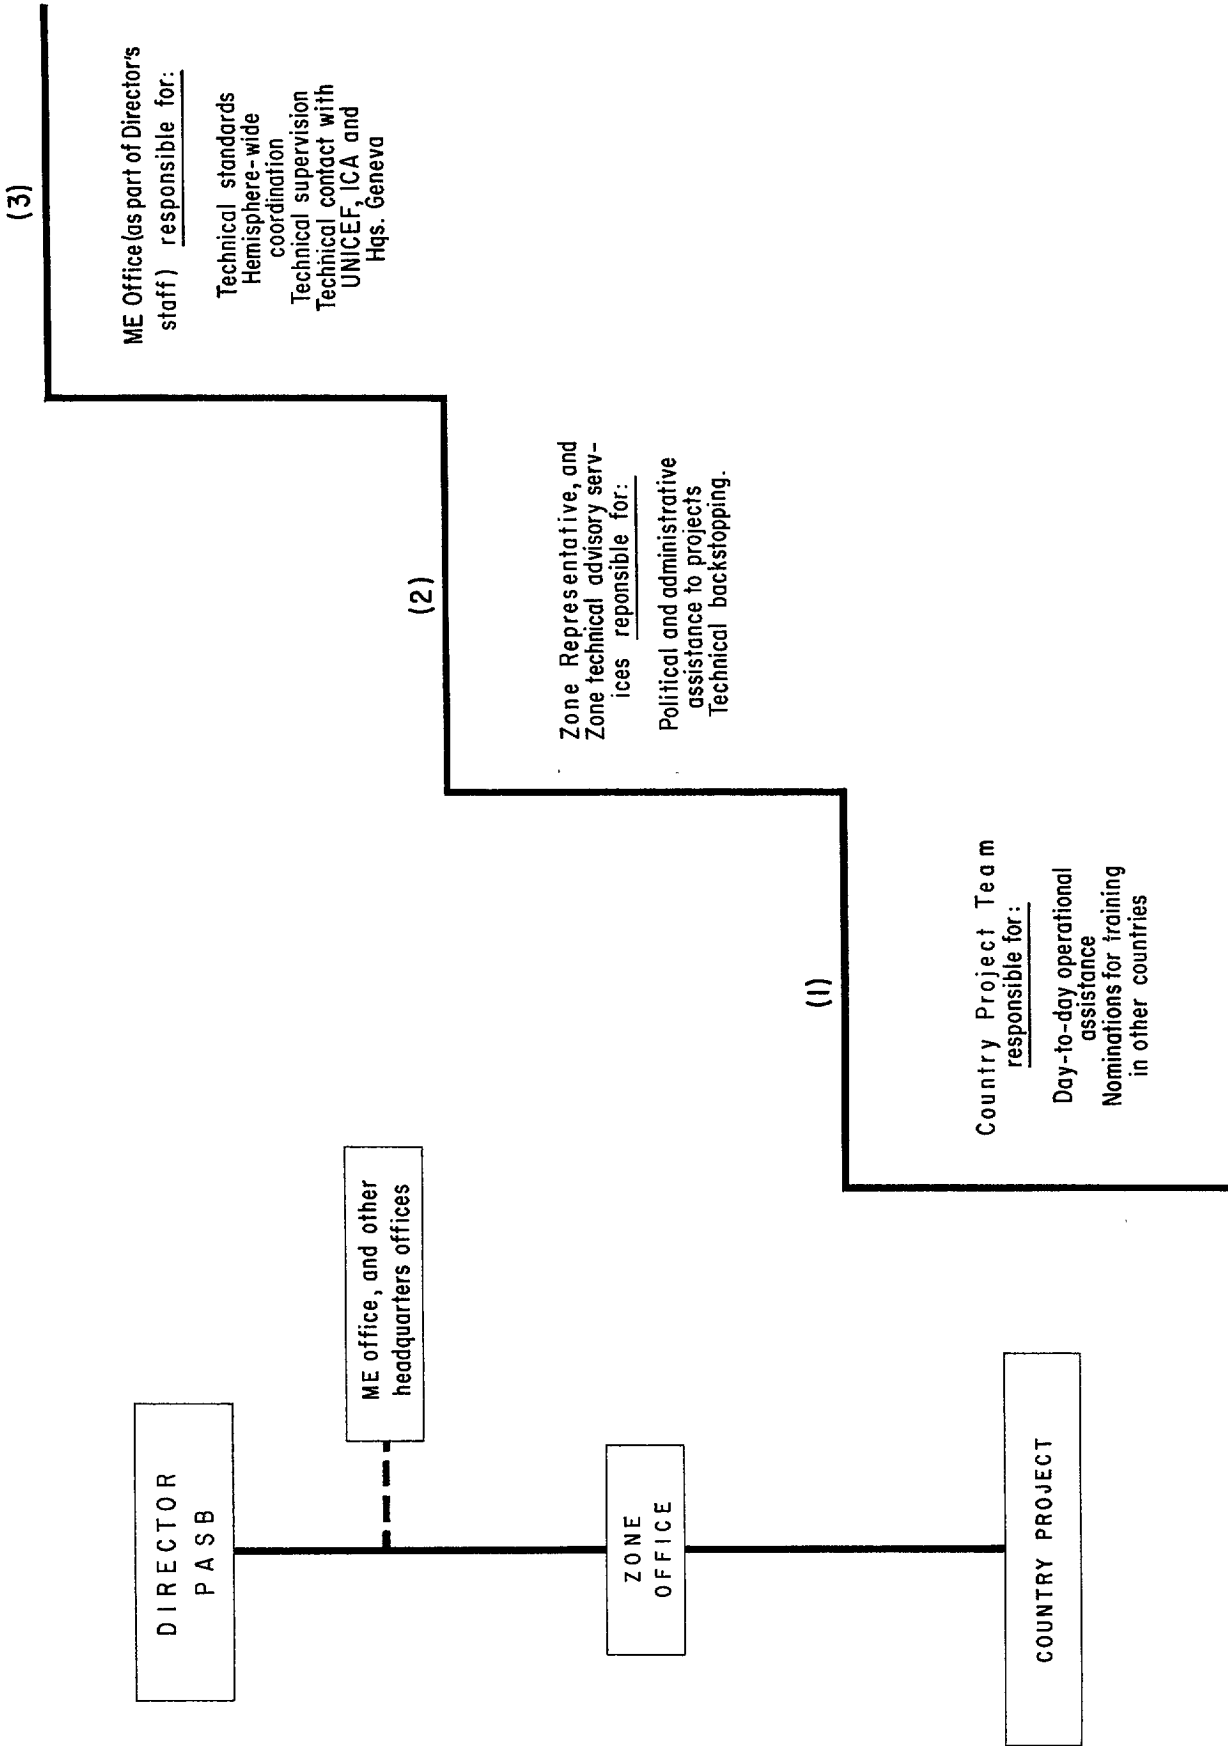 DIRECTOR
PASB
ME office, and other
headquarters offices
ZONE
OFFICE
COUNTRY PROJECT
(1)
Country Project Team
responsible for:
Day-to-day operational
assistance
Nominations for training
in other countries
(2)
Zone Representative, and
Zone technical advisory serv-
ices reponsible for:
Political and administrative
assistance to projects
Technical backstopping.
(3)
ME Office (as part of Director's
staff) responsible for:
Technical standards
Hemisphere-wide
coordination
Technical supervision
Technical contact with
UNICEF, ICA and
Hqs. Geneva